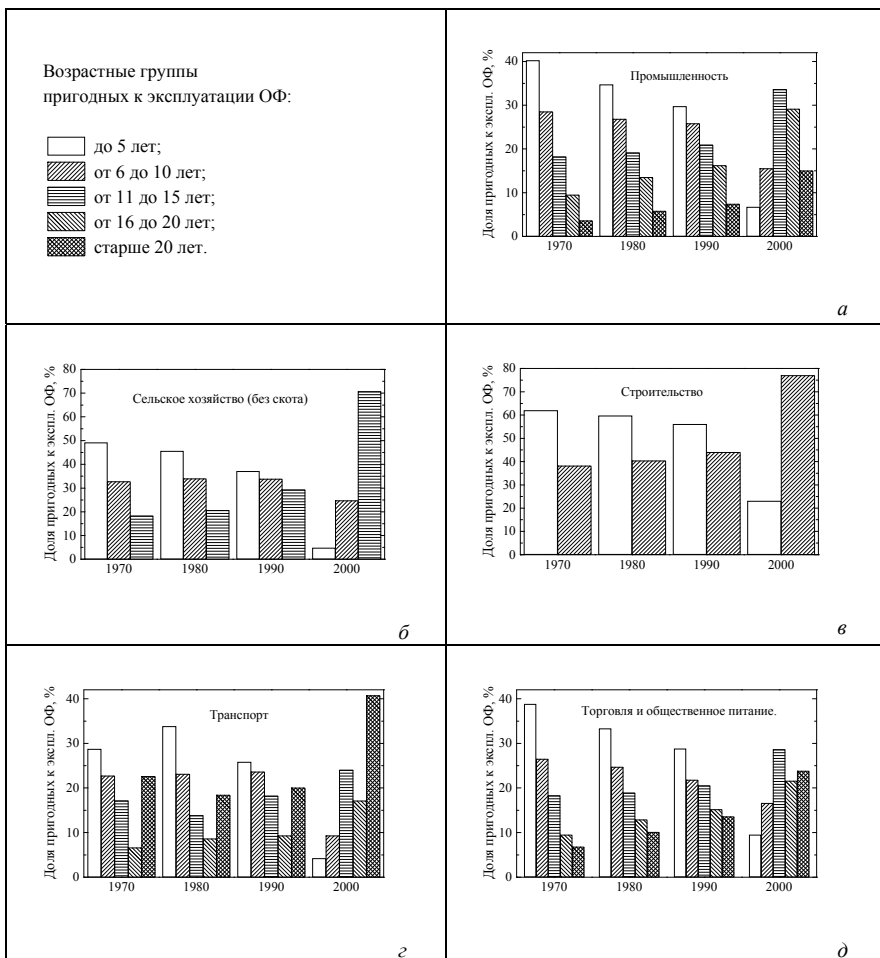 Возрастные группы
пригодных к эксплуатации ОФ:
до 5 лет;
от 6 до 10 лет;
от 11 до 15 лет;
от 16 до 20 лет;
старше 20 лет.
Доля пригодных к экспл. ОФ, %
Промышленность
40
30
20
10
0
1970 1980 1990 2000
а
Доля пригодных к экспл. ОФ, %
Сельское хозяйство (без скота)
80
70
60
50
40
30
20
10
0
1970 1980 1990 2000
б
Доля пригодных к экспл. ОФ, %
Строительство
80
70
60
50
40
30
20
10
0
1970 1980 1990 2000
в
Доля пригодных к экспл. ОФ, %
Транспорт
40
30
20
10
0
1970 1980 1990 2000
г
Доля пригодных к экспл. ОФ, %
Торговля и общественное питание.
40
30
20
10
0
1970 1980 1990 2000
д